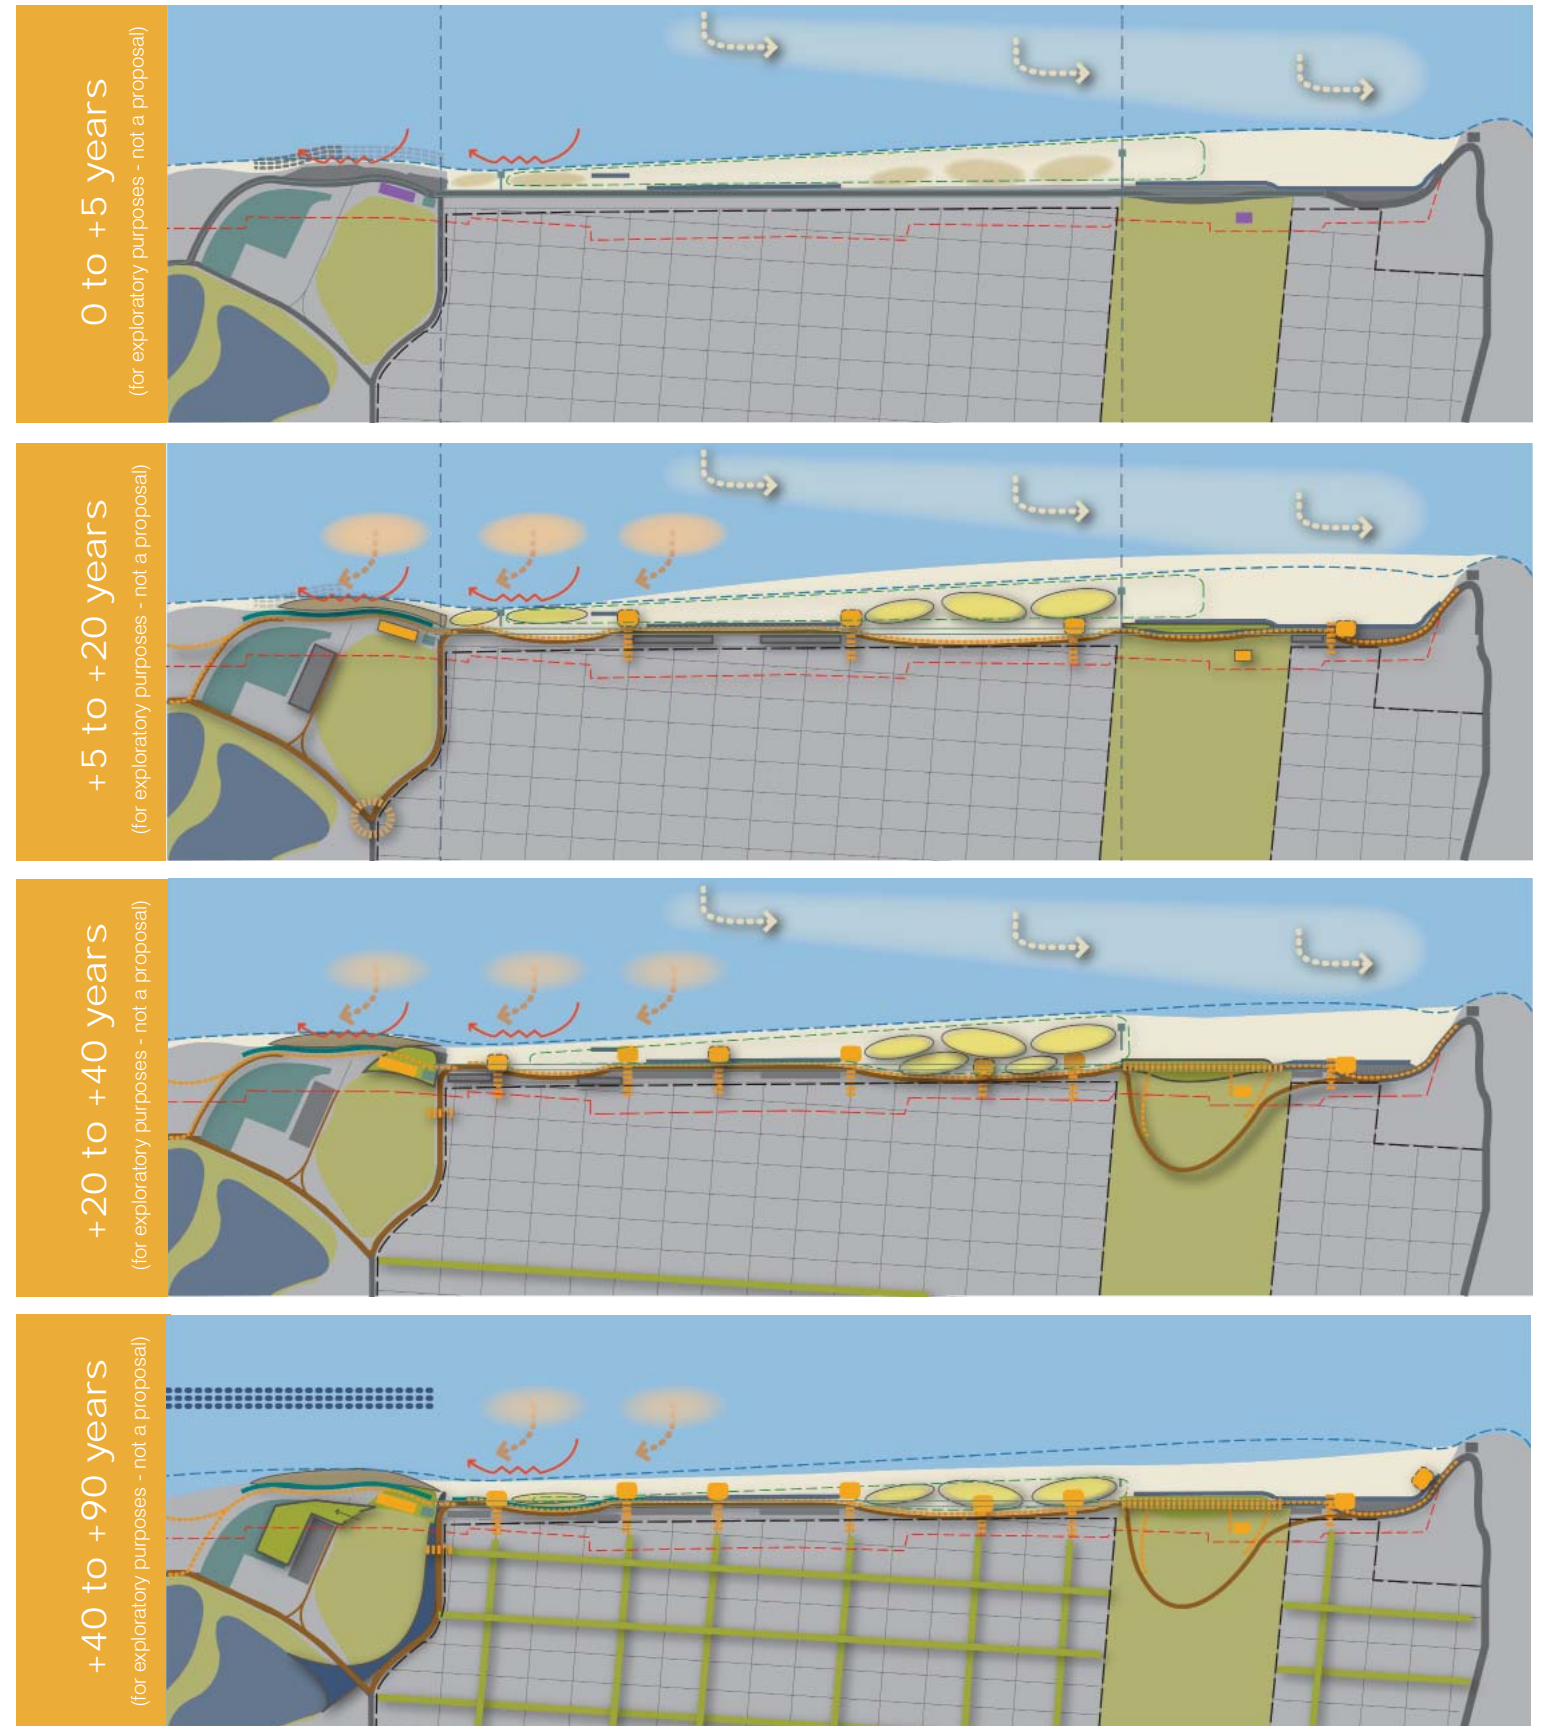 0 to +5 years
(for exploratory purposes - not a proposal)
+5 to +20 years
(for exploratory purposes - not a proposal)
+20 to +40 years
(for exploratory purposes - not a proposal)
+40 to +90 years
(for exploratory purposes - not a proposal)